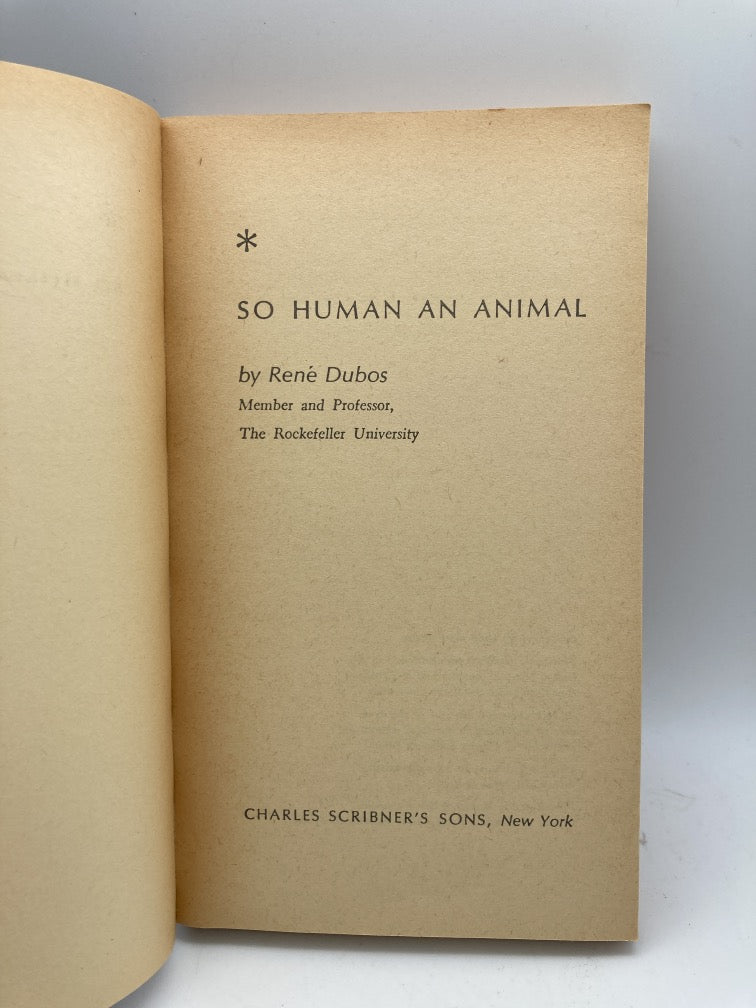 *
SO HUMAN AN ANIMAL
by René Dubos
Member and Professor,
The Rockefeller University
CHARLES SCRIBNER'S SONS, New York